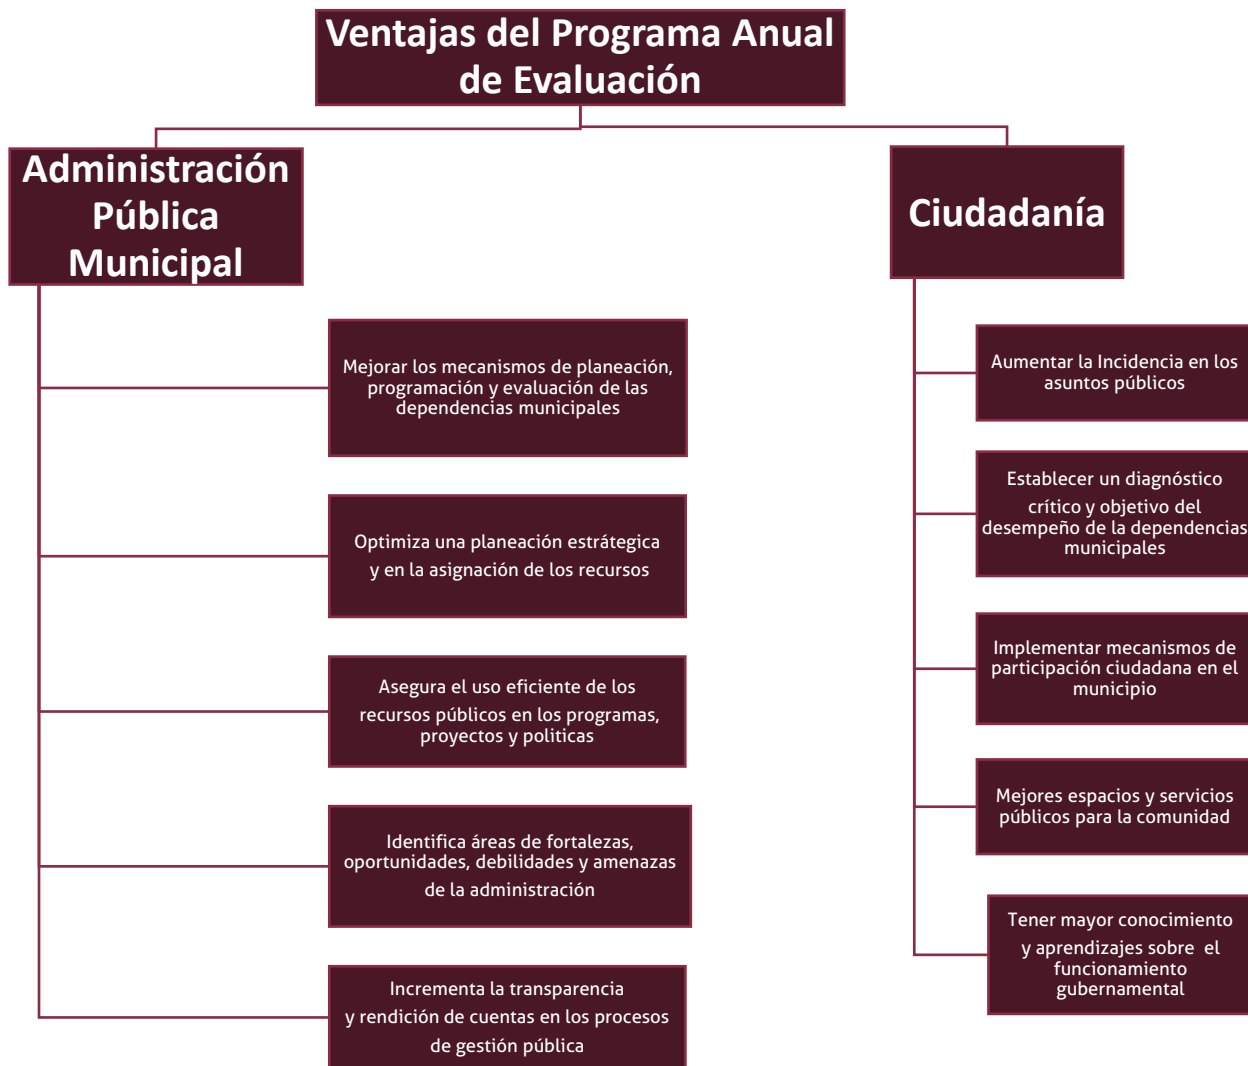 Ventajas del Programa Anual
de Evaluación
Administración
Pública
Municipal
Mejorar los mecanismos de planeación,
programación y evaluación de las
dependencias municipales
Optimiza una planeación estrátegica
y en la asignación de los recursos
Asegura el uso eficiente de los
recursos públicos en los programas,
proyectos y politicas
Identifica áreas de fortalezas,
oportunidades, debilidades y amenazas
de la administración
Incrementa la transparencia
y rendición de cuentas en los procesos
de gestión pública
Ciudadanía
Aumentar la Incidencia en los
asuntos públicos
Establecer un diagnóstico
crítico y objetivo del
desempeño de la dependencias
municipales
Implementar mecanismos de
participación ciudadana en el
municipio
Mejores espacios y servicios
públicos para la comunidad
Tener mayor conocimiento
y aprendizajes sobre el
funcionamiento
gubernamental